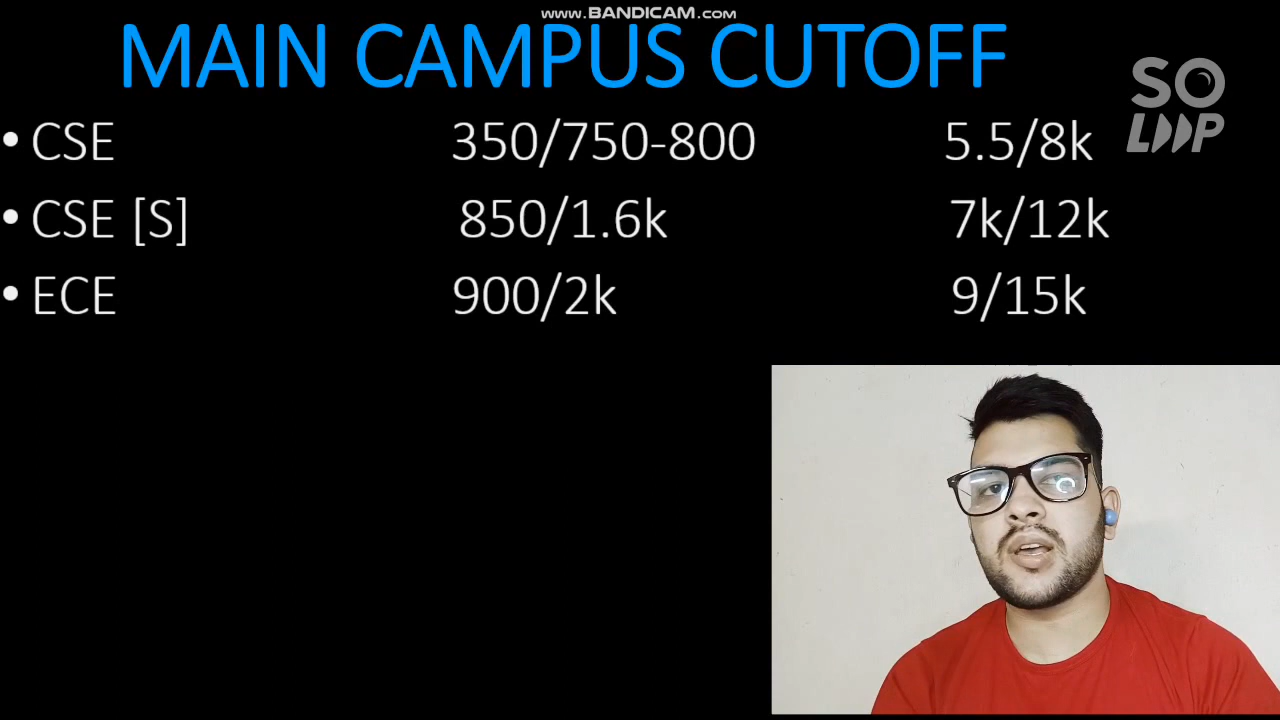 www.BANDICAM.com
MAIN CAMPUS CUTOFF
SO
LOOP
• CSE 350/750-800 5.5/8k
• CSE [S] 850/1.6k 7k/12k
• ECE 900/2k 9/15k